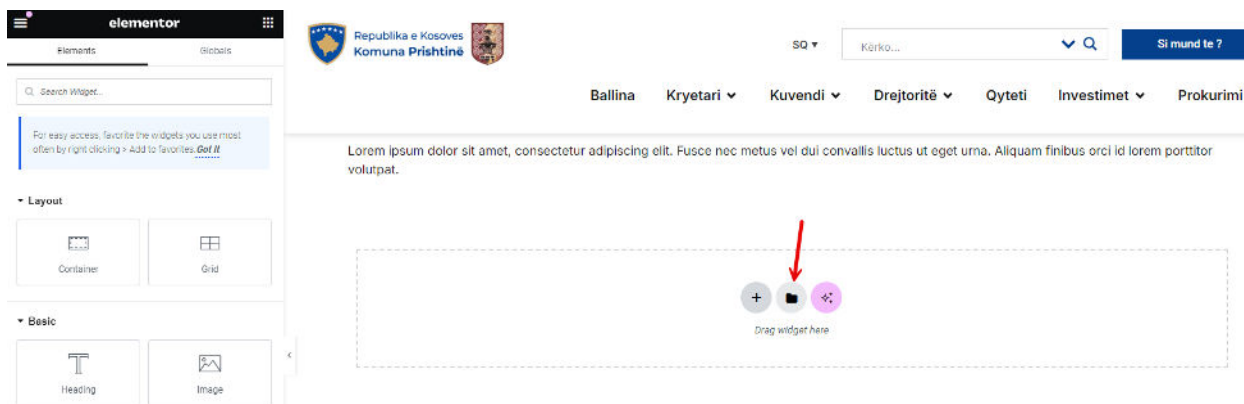 elementor
Elements
Globals
Search Widget...
For easy access, favorite the widgets you use most
often by right clicking > Add to favorites. Got It
Layout
Container
Grid
Basic
Heading
Image
Republika e Kosoves
Komuna Prishtinë
SQ
Kërko...
Si mund te ?
Ballina
Kryetari
Kuvendi
Drejtoritë
Qyteti
Investimet
Prokurimi
Lorem ipsum dolor sit amet, consectetur adipiscing elit. Fusce nec metus vel dui convallis luctus ut eget urna. Aliquam finibus orci id lorem porttitor
volutpat.
Drag widget here